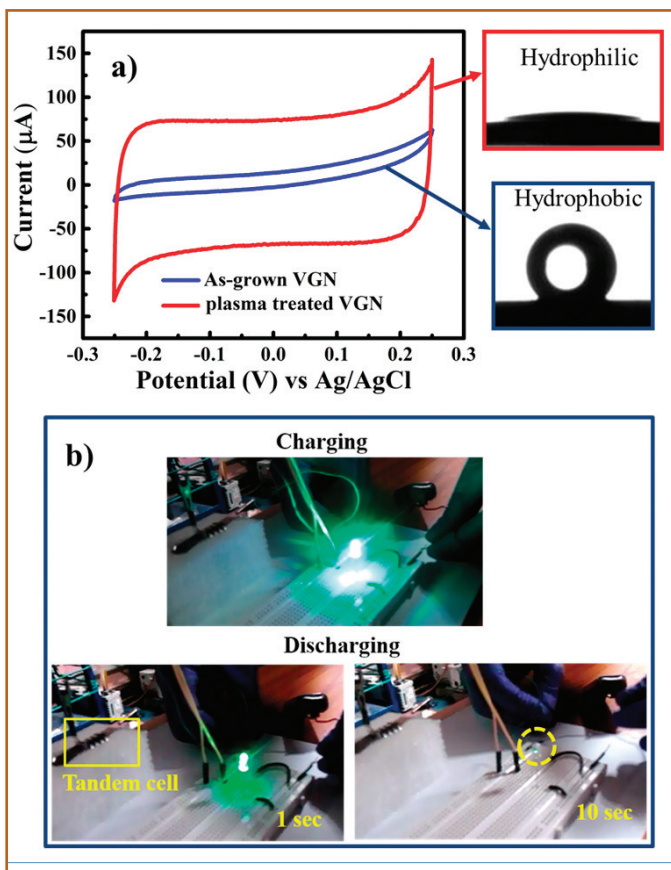 a)
150
100
50
0
-50
-100
-150
Current (μA)
As-grown VGN
plasma treated VGN
-0.3
-0.2
-0.1
0.0
0.1
0.2
0.3
Potential (V) vs Ag/AgCl
Hydrophilic
Hydrophobic
b)
Charging
Discharging
Tandem cell
1 sec
10 sec